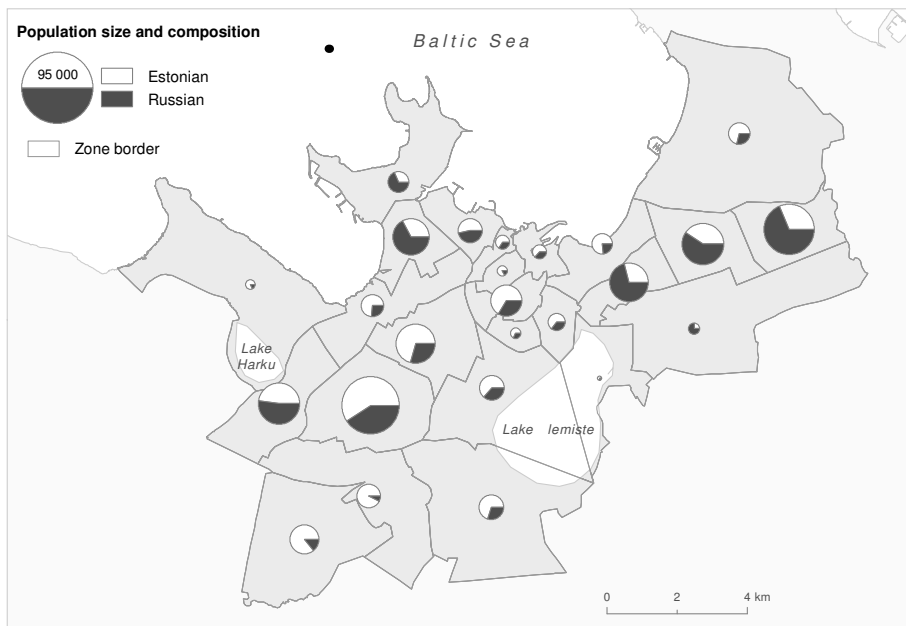 Population size and composition
Baltic Sea
95 000
Estonian
Russian
Zone border
Lake
Harku
Lake lemiste
0 2 4 km